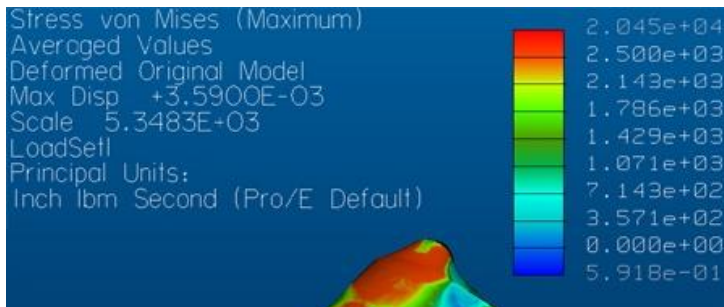 Stress von Mises (Maximum)
Averaged Values
Deformed Original Model
Max Disp +3.5900E-03
Scale 5.3483E+03
LoadSet1
Principal Units:
Inch lbm Second (Pro/E Default)
2.045e+04
2.500e+03
2.143e+03
1.786e+03
1.429e+03
1.071e+03
7.143e+02
3.571e+02
0.000e+00
5.918e-01